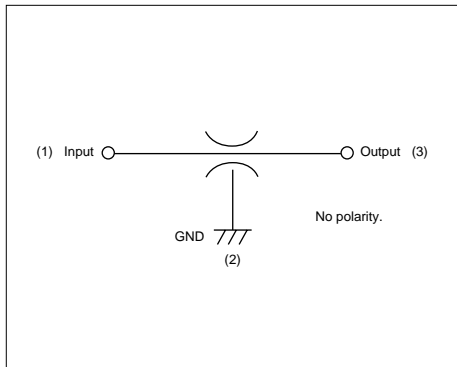 (1) Input Output (3)
No polarity.
GND
(2)